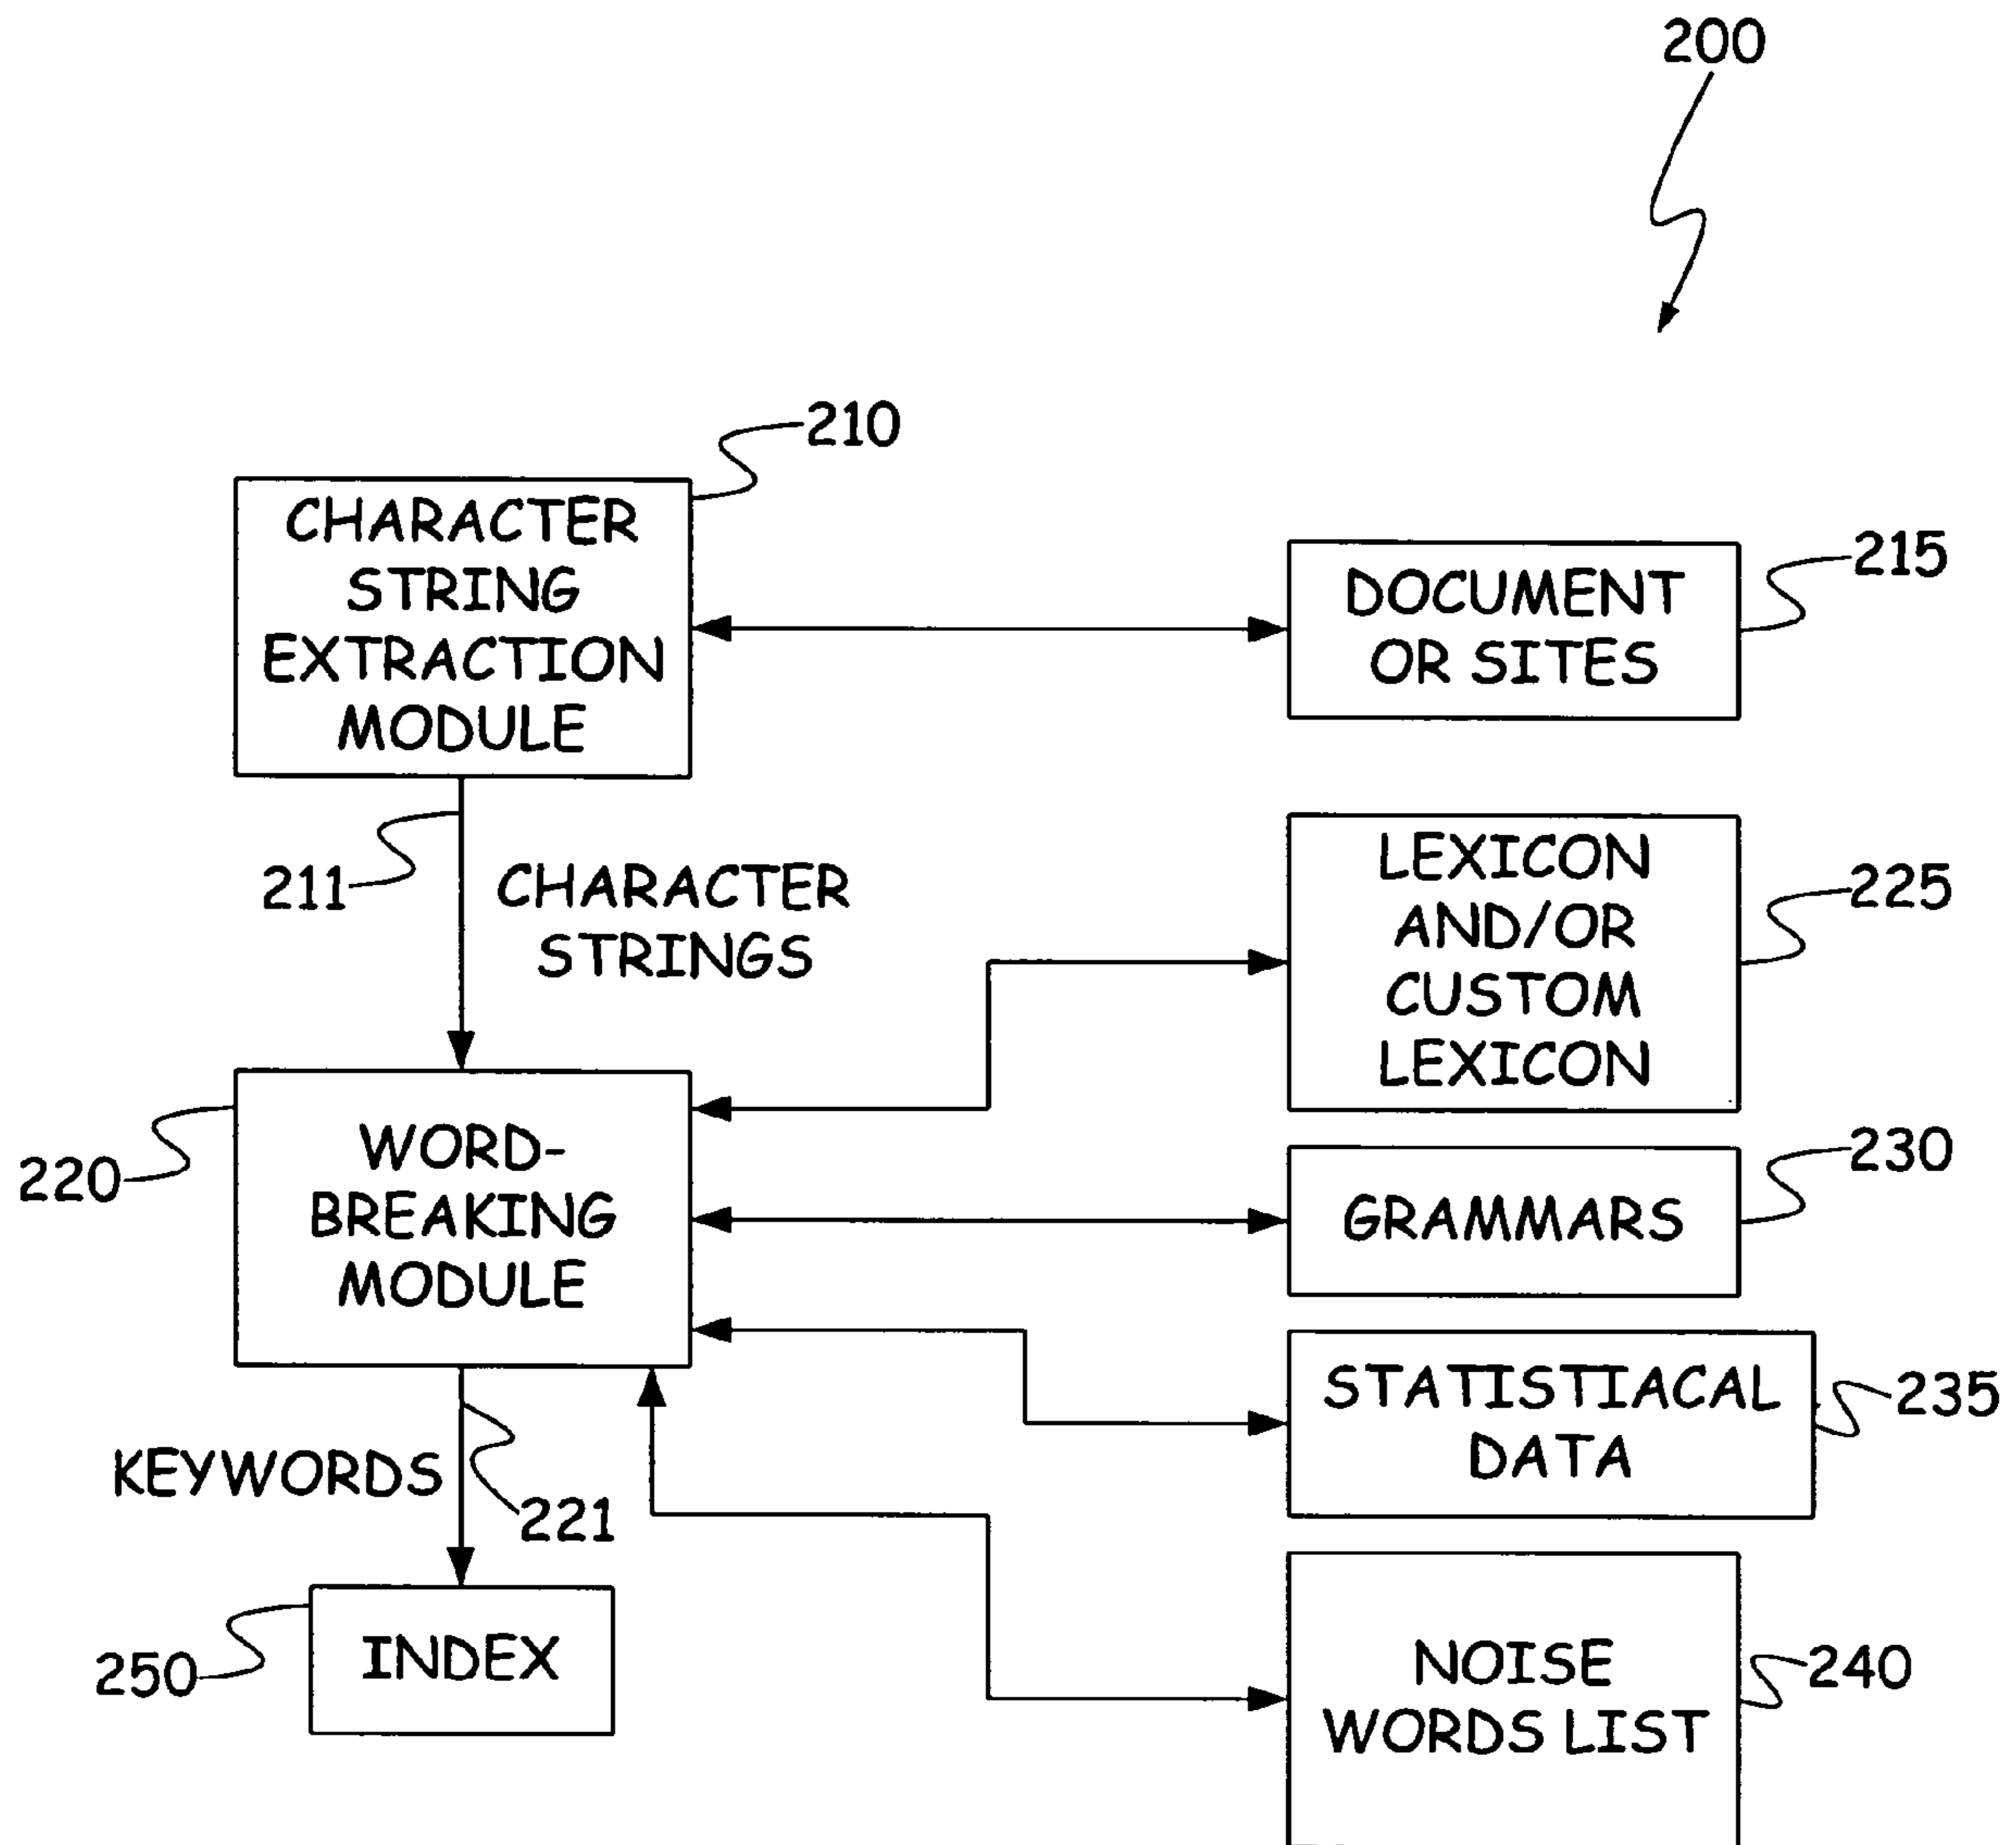 200
210
CHARACTER
STRING
EXTRACTION
MODULE
DOCUMENT
OR SITES
215
211
CHARACTER
STRINGS
LEXICON
AND/OR
CUSTOM
LEXICON
225
220
WORD-
BREAKING
MODULE
GRAMMARS
230
STATISTIACAL
DATA
235
KEYWORDS
221
250
INDEX
NOISE
WORDS LIST
240